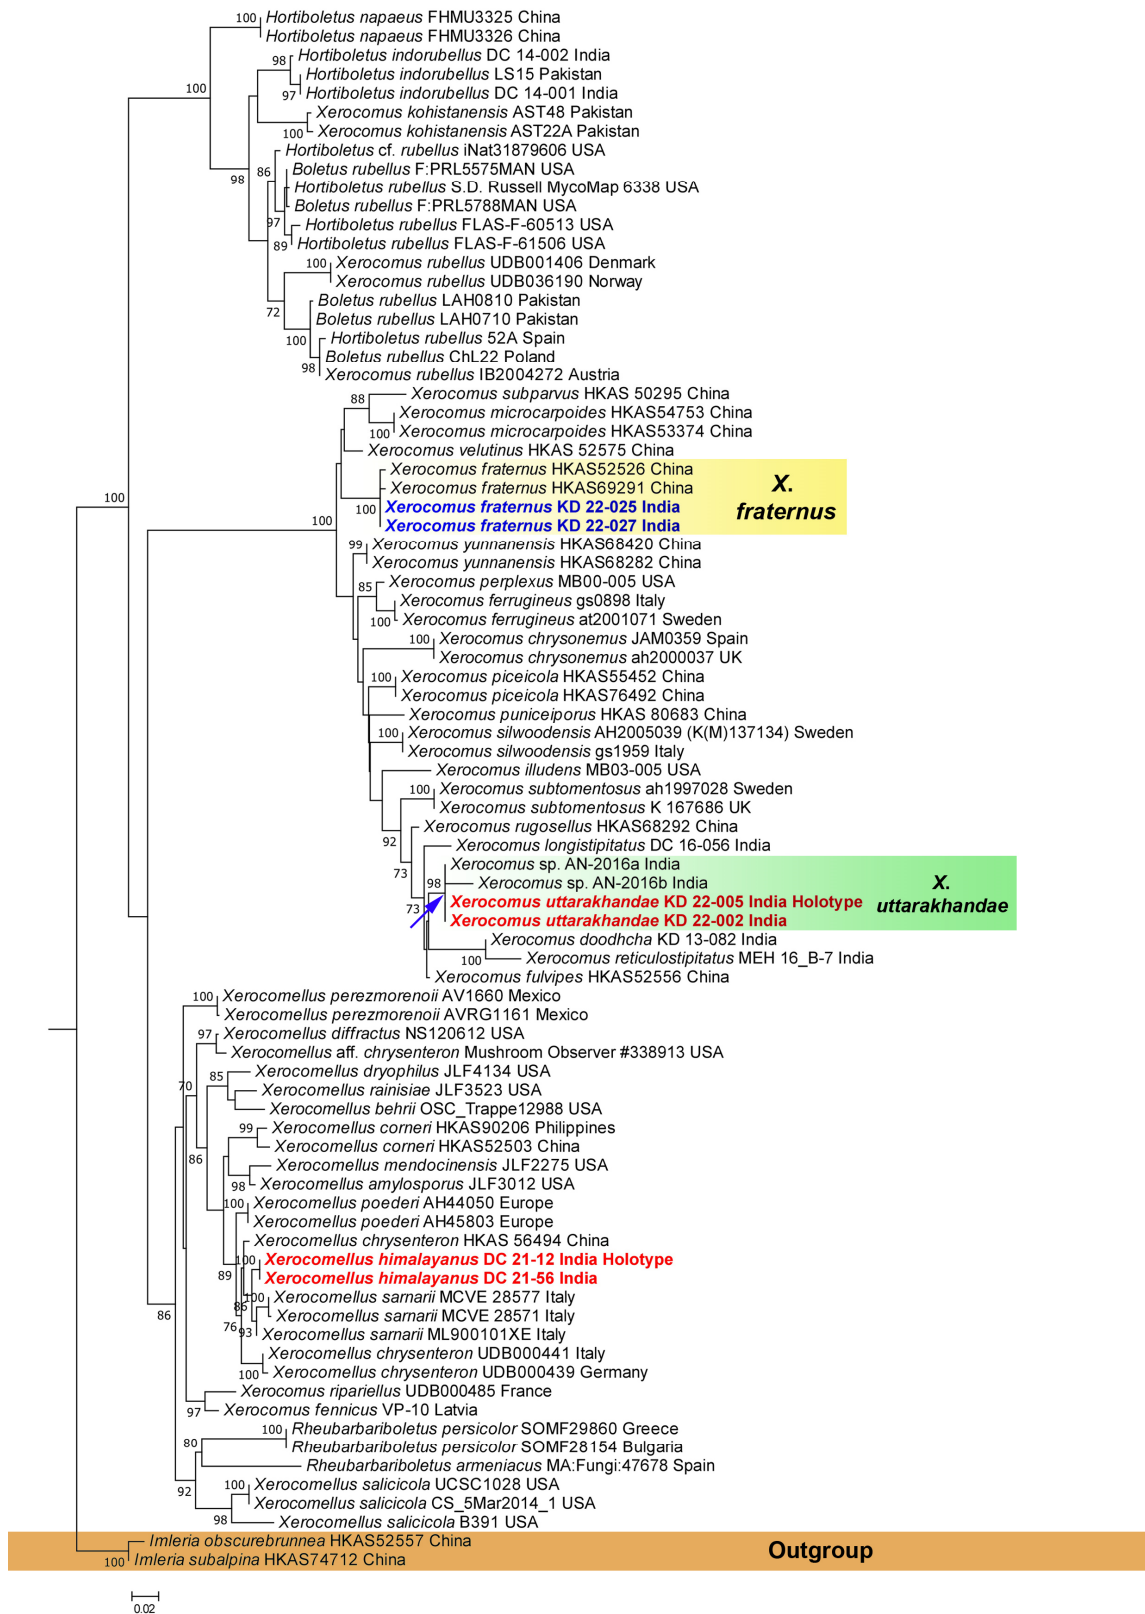 100
Hortiboletus napaeus FHMU3325 China
Hortiboletus napaeus FHMU3326 China
98
Hortiboletus indorubellus DC 14-002 India
Hortiboletus indorubellus LS15 Pakistan
100
97
Hortiboletus indorubellus DC 14-001 India
Xerocomus kohistanensis AST48 Pakistan
100
Xerocomus kohistanensis AST22A Pakistan
Hortiboletus cf. rubellus iNat31879606 USA
98
86
Boletus rubellus F:PRL5575MAN USA
Hortiboletus rubellus S.D. Russell MycoMap 6338 USA
Boletus rubellus F:PRL5788MAN USA
97
Hortiboletus rubellus FLAS-F-60513 USA
89
Hortiboletus rubellus FLAS-F-61506 USA
100
Xerocomus rubellus UDB001406 Denmark
Xerocomus rubellus UDB036190 Norway
72
Boletus rubellus LAH0810 Pakistan
Boletus rubellus LAH0710 Pakistan
100
Hortiboletus rubellus 52A Spain
Boletus rubellus ChL22 Poland
98
Xerocomus rubellus IB2004272 Austria
88
Xerocomus subparvus HKAS 50295 China
Xerocomus microcarpoides HKAS54753 China
100
Xerocomus microcarpoides HKAS53374 China
Xerocomus velutinus HKAS 52575 China
Xerocomus fraternus HKAS52526 China
Xerocomus fraternus HKAS69291 China
X.
fraternus
100
100
Xerocomus fraternus KD 22-025 India
100
Xerocomus fraternus KD 22-027 India
99
Xerocomus yunnanensis HKAS68420 China
Xerocomus yunnanensis HKAS68282 China
85
Xerocomus perplexus MB00-005 USA
Xerocomus ferrugineus gs0898 Italy
100
Xerocomus ferrugineus at2001071 Sweden
100
Xerocomus chrysonemus JAM0359 Spain
Xerocomus chrysonemus ah2000037 UK
100
Xerocomus piceicola HKAS55452 China
Xerocomus piceicola HKAS76492 China
Xerocomus puniceiporus HKAS 80683 China
100
Xerocomus silwoodensis AH2005039 (K(M)137134) Sweden
Xerocomus silwoodensis gs1959 Italy
Xerocomus illudens MB03-005 USA
100
Xerocomus subtomentosus ah1997028 Sweden
Xerocomus subtomentosus K 167686 UK
92
Xerocomus rugosellus HKAS68292 China
Xerocomus longistipitatus DC 16-056 India
73
Xerocomus sp. AN-2016a India
98
Xerocomus sp. AN-2016b India
X.
uttarakhandae
73
Xerocomus uttarakhandae KD 22-005 India Holotype
Xerocomus uttarakhandae KD 22-002 India
Xerocomus doodhcha KD 13-082 India
100
Xerocomus reticulostipitatus MEH 16_B-7 India
Xerocomus fulvipes HKAS52556 China
100
Xerocomellus perezmorenoii AV1660 Mexico
Xerocomellus perezmorenoii AVRG1161 Mexico
97
Xerocomellus diffractus NS120612 USA
Xerocomellus aff. chrysenteron Mushroom Observer #338913 USA
70
85
Xerocomellus dryophilus JLF4134 USA
Xerocomellus rainisiae JLF3523 USA
Xerocomellus behrii OSC_Trappe12988 USA
99
Xerocomellus corneri HKAS90206 Philippines
86
Xerocomellus corneri HKAS52503 China
Xerocomellus mendocinensis JLF2275 USA
98
Xerocomellus amylosporus JLF3012 USA
100
Xerocomellus poederi AH44050 Europe
Xerocomellus poederi AH45803 Europe
Xerocomellus chrysenteron HKAS 56494 China
89
100
Xerocomellus himalayanus DC 21-12 India Holotype
Xerocomellus himalayanus DC 21-56 India
86
100
Xerocomellus sarnarii MCVE 28577 Italy
Xerocomellus sarnarii MCVE 28571 Italy
86
76
93
Xerocomellus sarnarii ML900101XE Italy
Xerocomellus chrysenteron UDB000441 Italy
100
Xerocomellus chrysenteron UDB000439 Germany
Xerocomus ripariellus UDB000485 France
97
Xerocomus fennicus VP-10 Latvia
100
Rheubarbariboletus persicolor SOMF29860 Greece
80
Rheubarbariboletus persicolor SOMF28154 Bulgaria
Rheubarbariboletus armeniacus MA:Fungi:47678 Spain
92
100
Xerocomellus salicicola UCSC1028 USA
Xerocomellus salicicola CS_5Mar2014_1 USA
98
Xerocomellus salicicola B391 USA
Imleria obscurebrunnea HKAS52557 China
100
Imleria subalpina HKAS74712 China
Outgroup
0.02